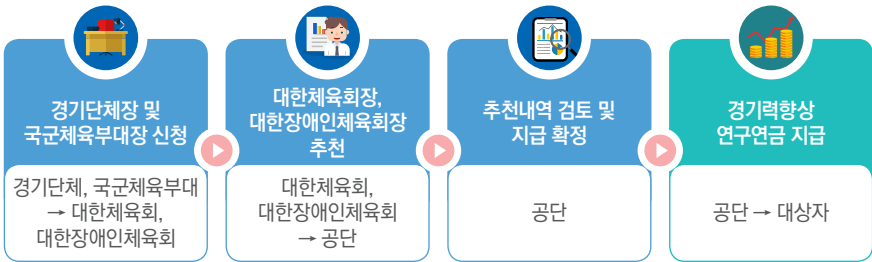 경기단체장 및
국군체육부대장 신청
경기단체, 국군체육부대
→ 대한체육회,
대한장애인체육회
대한체육회장,
대한장애인체육회장
추천
대한체육회,
대한장애인체육회
→ 공단
추천내역 검토 및
지급 확정
공단
경기력향상
연구연금 지급
공단 → 대상자